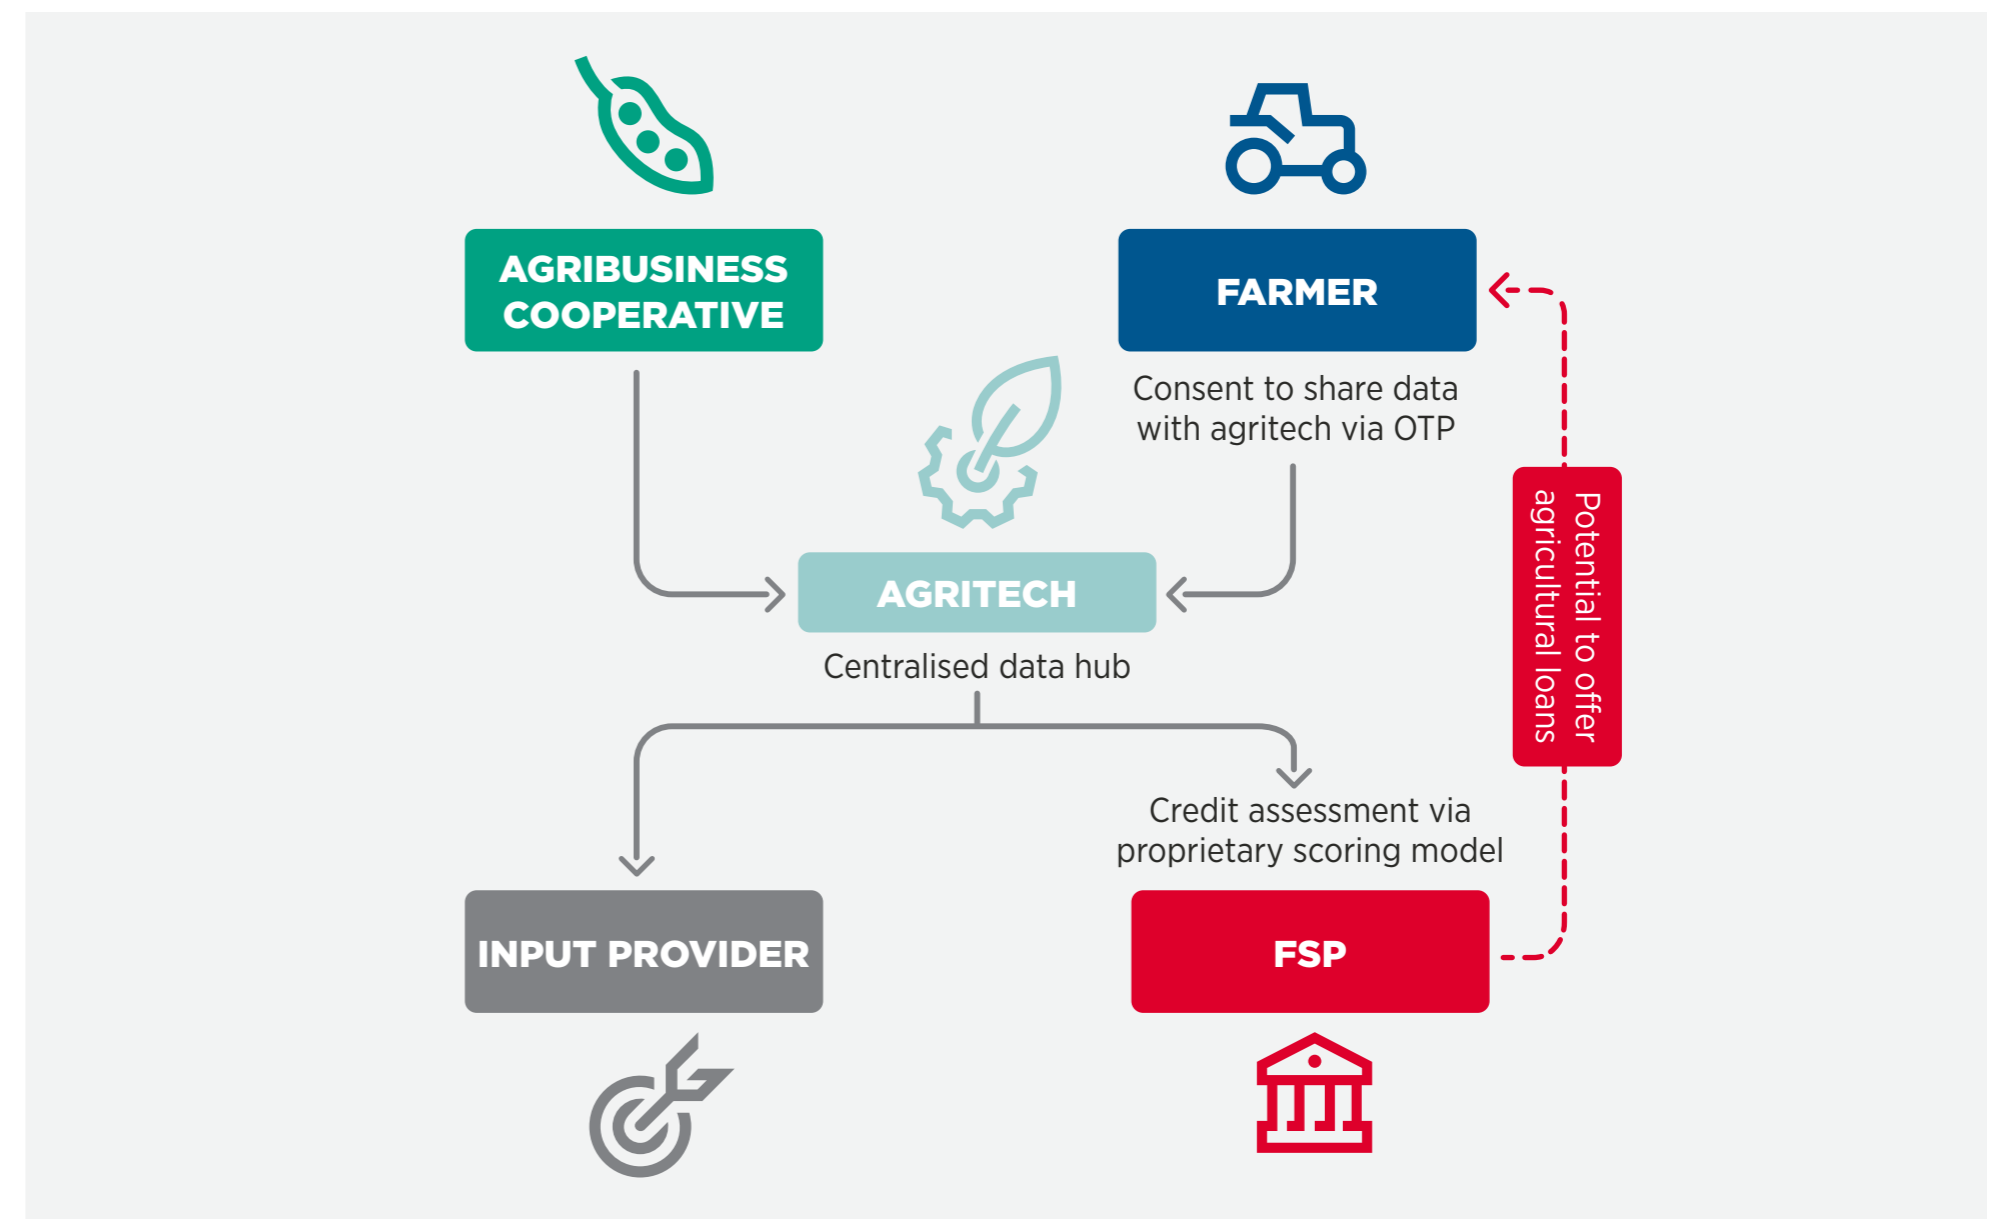 AGRIBUSINESS
COOPERATIVE
FARMER
Consent to share data
with agritech via OTP
AGRITECH
Centralised data hub
Potential to offer
agricultural loans
Credit assessment via
proprietary scoring model
INPUT PROVIDER
FSP